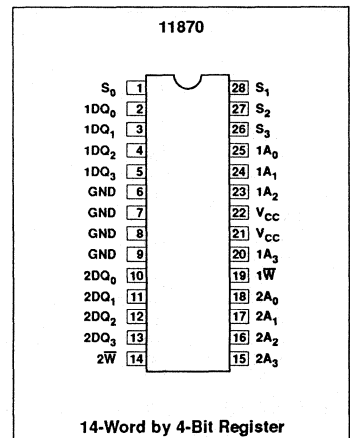 11870
S₀ 1 28 S₁
1DQ₀ 2 27 S₂
1DQ₁ 3 26 S₃
1DQ₂ 4 25 1A₀
1DQ₃ 5 24 1A₁
GND 6 23 1A₂
GND 7 22 V_CC
GND 8 21 V_CC
GND 9 20 1A₃
2DQ₀ 10 19 1W̅
2DQ₁ 11 18 2A₀
2DQ₂ 12 17 2A₁
2DQ₃ 13 16 2A₂
2W̅ 14 15 2A₃
14-Word by 4-Bit Register